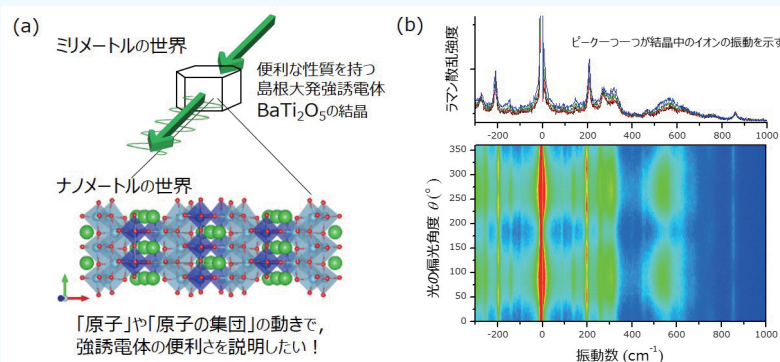 (a)
ミリメートルの世界
便利な性質を持つ
島根大発強誘電体
BaTi₂O₅の結晶
ナノメートルの世界
「原子」や「原子の集団」の動きで,
強誘電体の便利さを説明したい！
(b)
ピーク一つ一つが結晶中のイオンの振動を示す
ラマン散乱強度
-200 0 200 400 600 800 1000
光の偏光角度 θ(°)
350
300
250
200
150
100
50
0
-200 0 200 400 600 800 1000
振動数 (cm⁻¹)